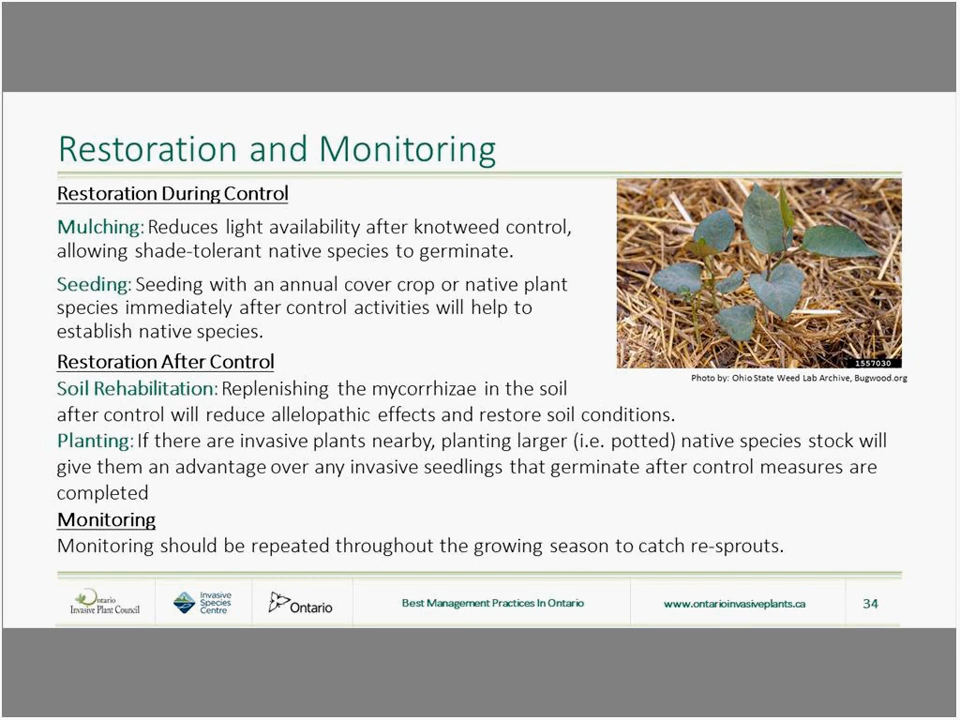 Restoration and Monitoring
Restoration During Control
Mulching: Reduces light availability after knotweed control,
allowing shade-tolerant native species to germinate.
Seeding: Seeding with an annual cover crop or native plant
species immediately after control activities will help to
establish native species.
1557030
Photo by: Ohio State Weed Lab Archive, Bugwood.org
Restoration After Control
Soil Rehabilitation: Replenishing the mycorrhizae in the soil
after control will reduce allelopathic effects and restore soil conditions.
Planting: If there are invasive plants nearby, planting larger (i.e. potted) native species stock will
give them an advantage over any invasive seedlings that germinate after control measures are
completed
Monitoring
Monitoring should be repeated throughout the growing season to catch re-sprouts.
Ontario
Invasive Plant Council
Invasive
Species
Centre
Ontario
Best Management Practices In Ontario
www.ontarioinvasiveplants.ca
34